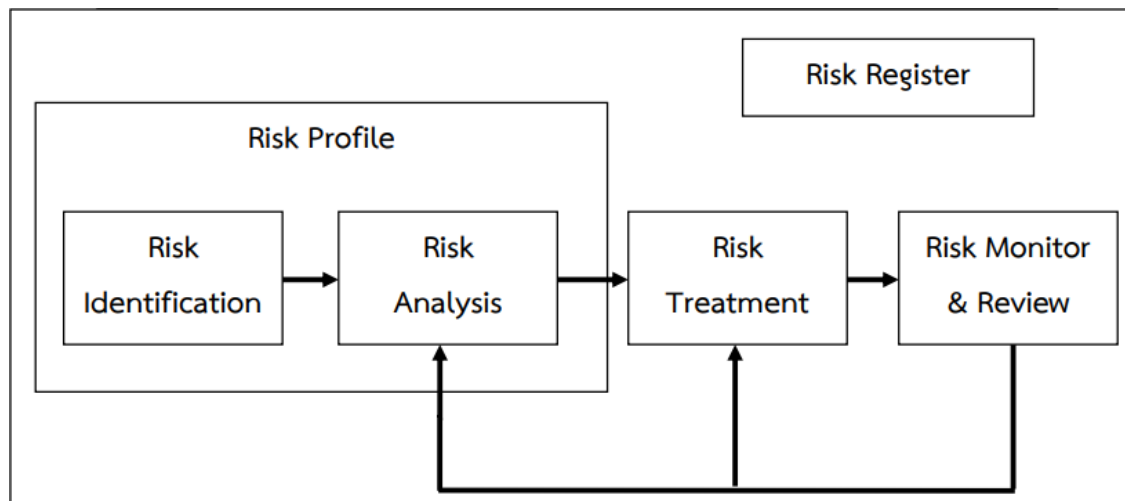 Risk Register
Risk Profile
Risk
Identification
Risk
Analysis
Risk
Treatment
Risk Monitor
& Review